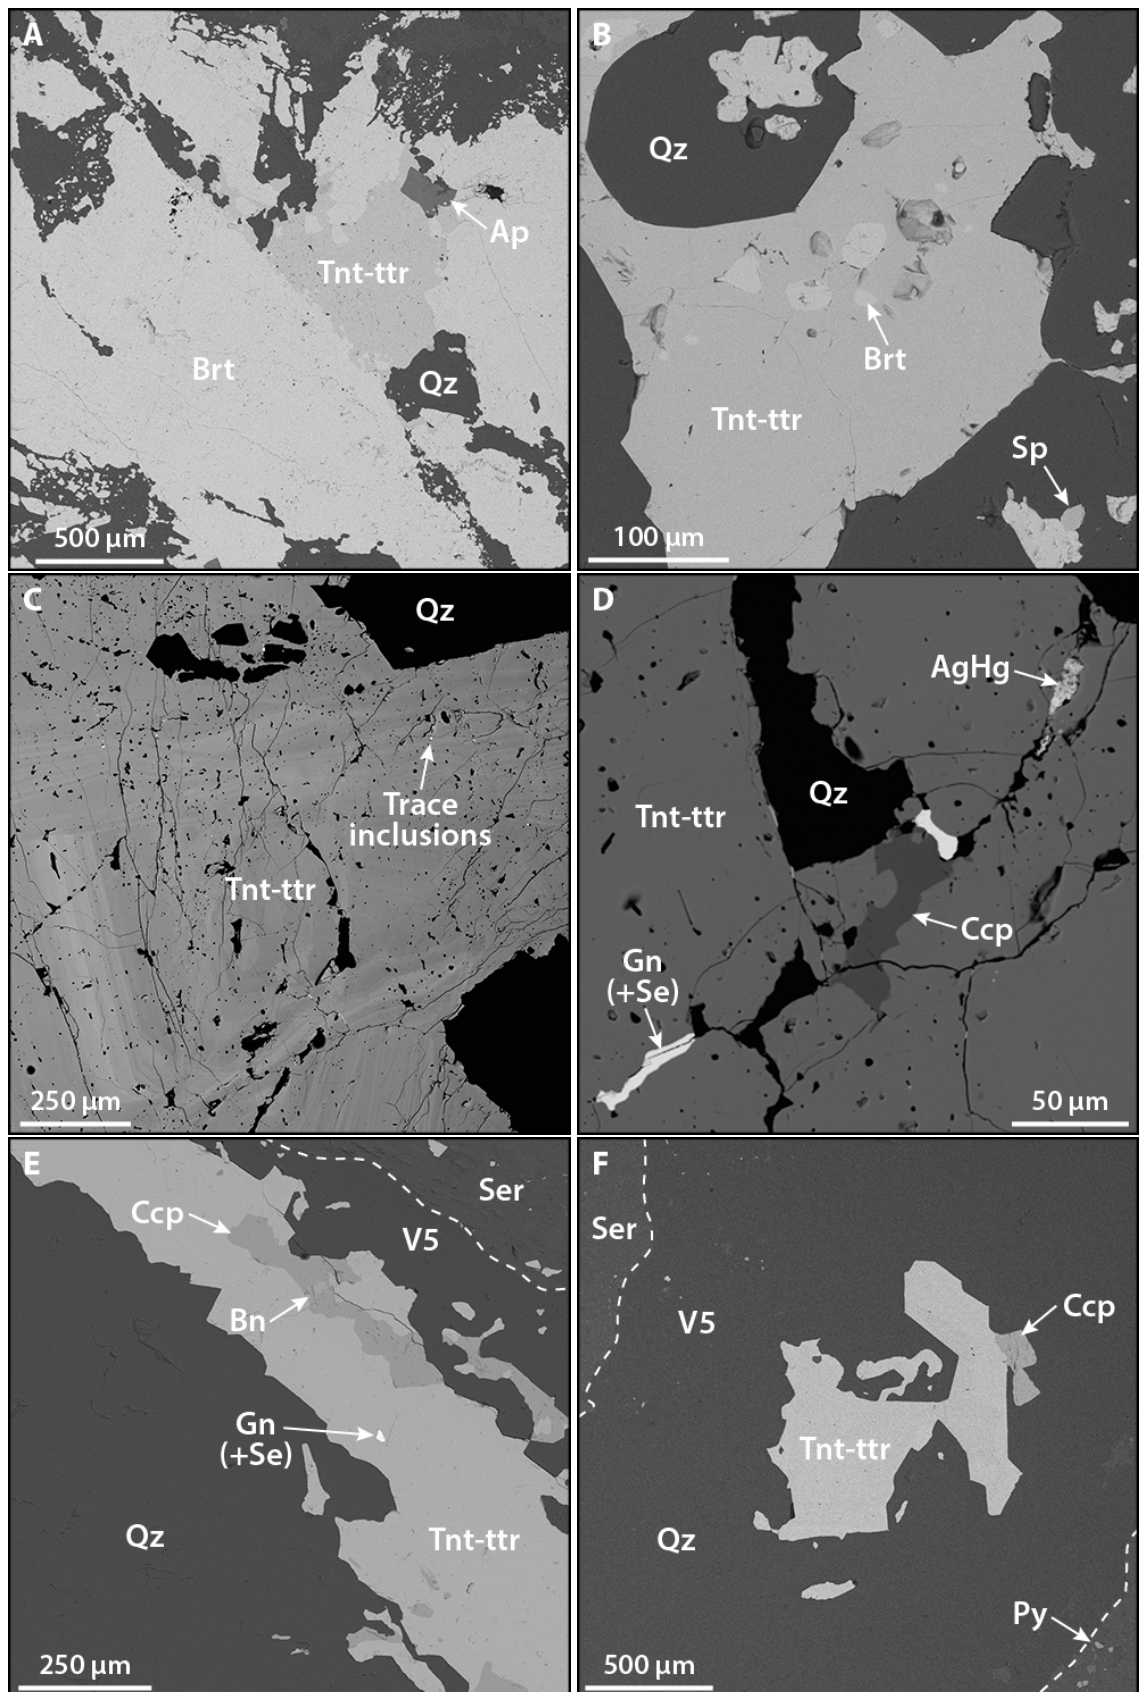 A
Ap
Tnt-ttr
Brt
Qz
500 µm
B
Qz
Brt
Tnt-ttr
Sp
100 µm
C
Qz
Trace
inclusions
Tnt-ttr
250 µm
D
AgHg
Qz
Tnt-ttr
Ccp
Gn
(+Se)
50 µm
E
Ser
Ccp
V5
Bn
Gn
(+Se)
Qz
Tnt-ttr
250 µm
F
Ser
Ccp
V5
Tnt-ttr
Qz
Py
500 µm